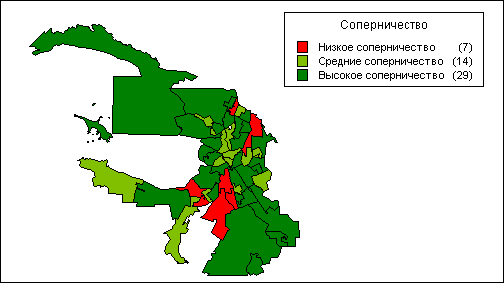 Соперничество
Низкое соперничество (7)
Средние соперничество (14)
Высокое соперничество (29)